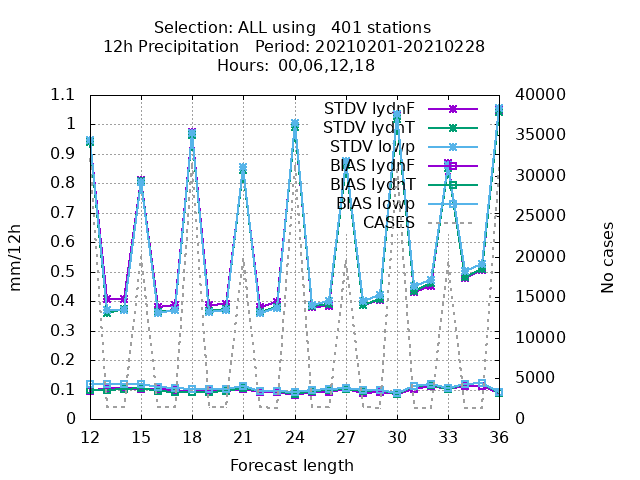 Selection: ALL using   401 stations
12h Precipitation   Period: 20210201-20210228
Hours: 00,06,12,18
STDV lydnF
STDV lydnT
STDV lowp
BIAS lydnF
BIAS lydnT
BIAS lowp
CASES
mm/12h
1.1
1
0.9
0.8
0.7
0.6
0.5
0.4
0.3
0.2
0.1
0
No cases
40000
35000
30000
25000
20000
15000
10000
5000
0
12 15 18 21 24 27 30 33 36
Forecast length